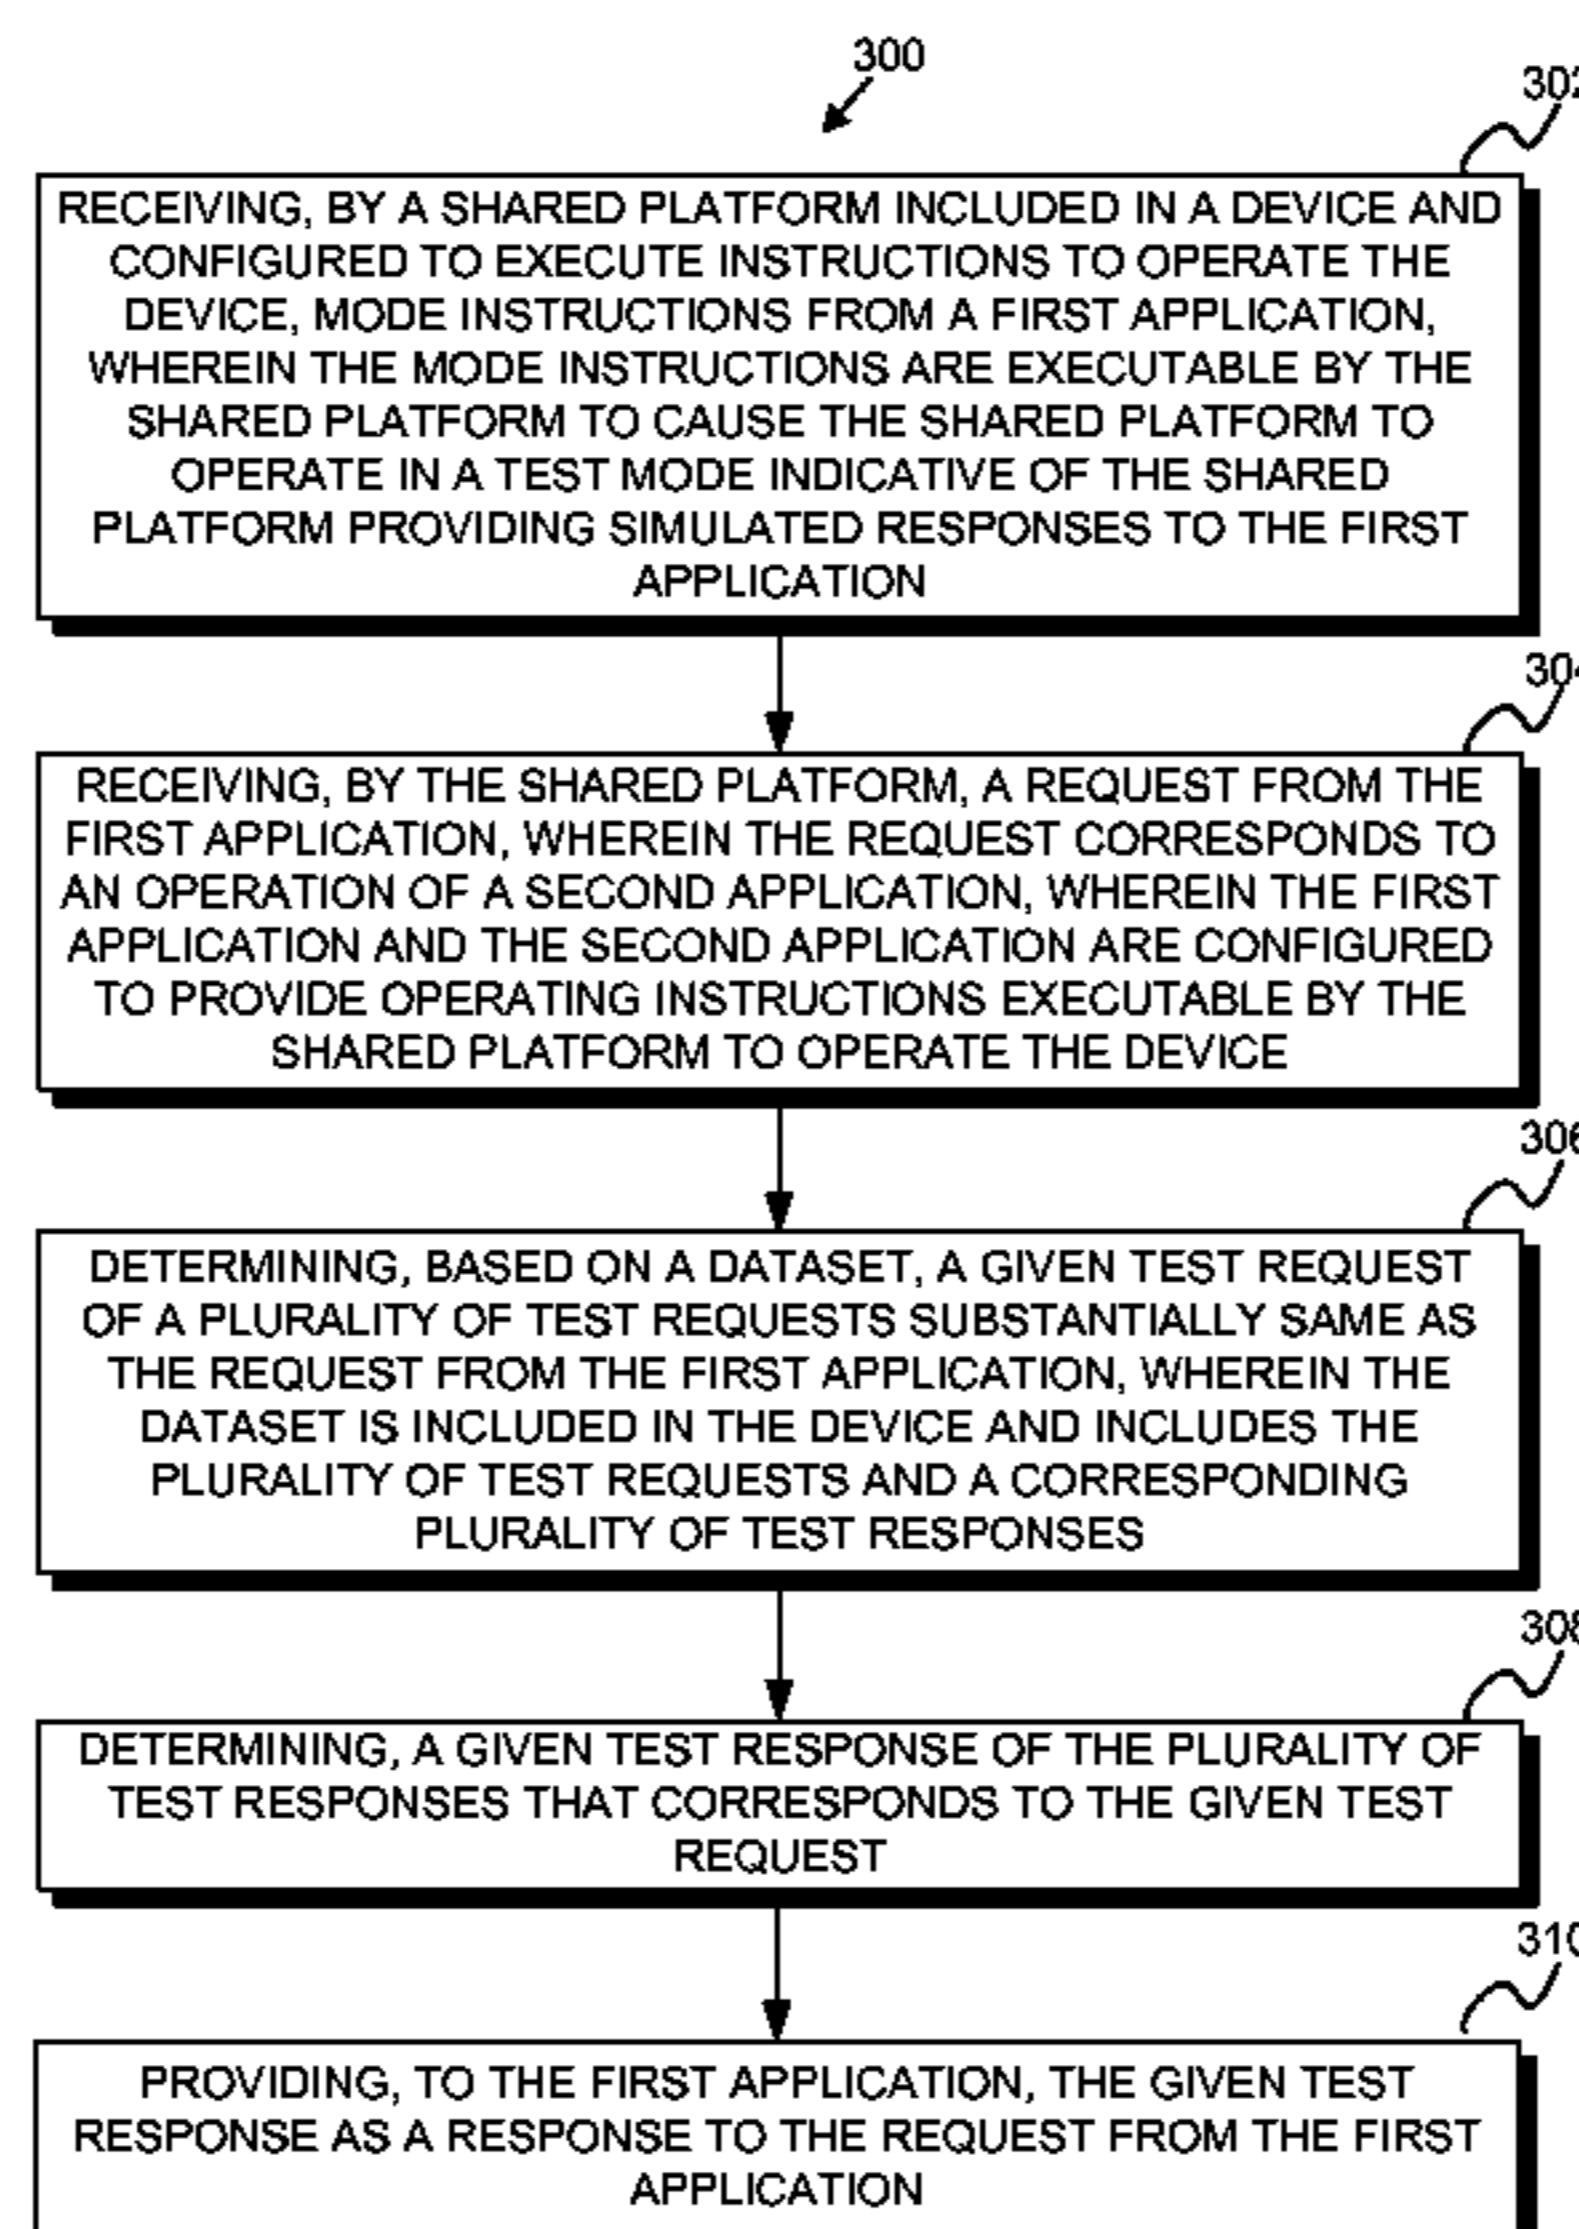 300
302
RECEIVING, BY A SHARED PLATFORM INCLUDED IN A DEVICE AND
CONFIGURED TO EXECUTE INSTRUCTIONS TO OPERATE THE
DEVICE, MODE INSTRUCTIONS FROM A FIRST APPLICATION,
WHEREIN THE MODE INSTRUCTIONS ARE EXECUTABLE BY THE
SHARED PLATFORM TO CAUSE THE SHARED PLATFORM TO
OPERATE IN A TEST MODE INDICATIVE OF THE SHARED
PLATFORM PROVIDING SIMULATED RESPONSES TO THE FIRST
APPLICATION
304
RECEIVING, BY THE SHARED PLATFORM, A REQUEST FROM THE
FIRST APPLICATION, WHEREIN THE REQUEST CORRESPONDS TO
AN OPERATION OF A SECOND APPLICATION, WHEREIN THE FIRST
APPLICATION AND THE SECOND APPLICATION ARE CONFIGURED
TO PROVIDE OPERATING INSTRUCTIONS EXECUTABLE BY THE
SHARED PLATFORM TO OPERATE THE DEVICE
306
DETERMINING, BASED ON A DATASET, A GIVEN TEST REQUEST
OF A PLURALITY OF TEST REQUESTS SUBSTANTIALLY SAME AS
THE REQUEST FROM THE FIRST APPLICATION, WHEREIN THE
DATASET IS INCLUDED IN THE DEVICE AND INCLUDES THE
PLURALITY OF TEST REQUESTS AND A CORRESPONDING
PLURALITY OF TEST RESPONSES
308
DETERMINING, A GIVEN TEST RESPONSE OF THE PLURALITY OF
TEST RESPONSES THAT CORRESPONDS TO THE GIVEN TEST
REQUEST
310
PROVIDING, TO THE FIRST APPLICATION, THE GIVEN TEST
RESPONSE AS A RESPONSE TO THE REQUEST FROM THE FIRST
APPLICATION